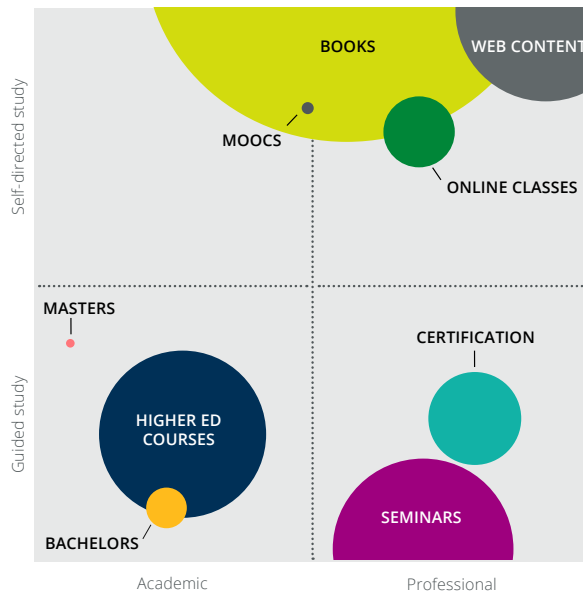 BOOKS
WEB CONTENT
MOOCS
ONLINE CLASSES
Self-directed study
MASTERS
CERTIFICATION
HIGHER ED
COURSES
Guided study
SEMINARS
BACHELORS
Academic
Professional